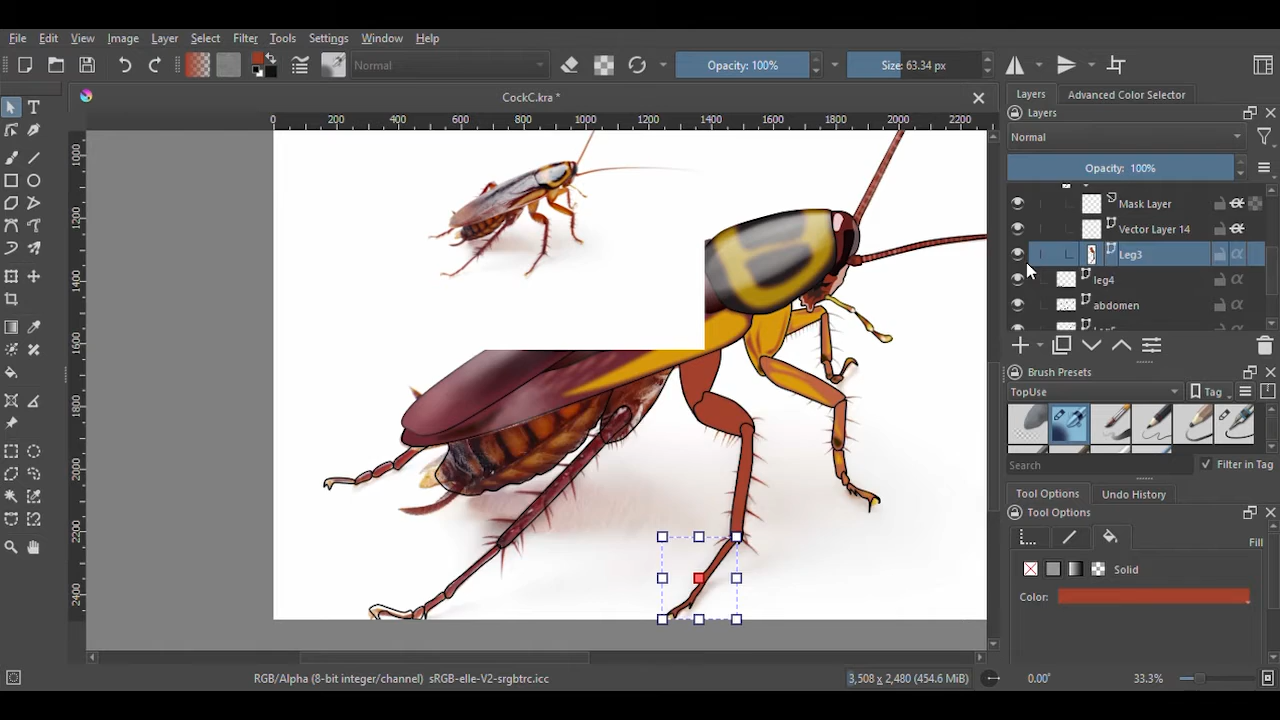 File Edit View Image Layer Select Filter Tools Settings Window Help
Normal Opacity: 100% Size: 63.34 px
CockC.kra *
0 200 400 600 800 1000 1200 1400 1600 1800 2000 2200
1000
1200
1400
1600
1800
2000
2200
2400
Layers Advanced Color Selector
Layers
Normal
Opacity: 100%
Mask Layer
Vector Layer 14
Leg3
leg4
abdomen
Brush Presets
TopUse Tag
Search Filter in Tag
Tool Options Undo History
Tool Options
Fill
Solid
Color:
RGB/Alpha (8-bit integer/channel) sRGB-elle-V2-srgbtrc.icc 3,508 x 2,480 (454.6 MiB) 0.00° 33.3%